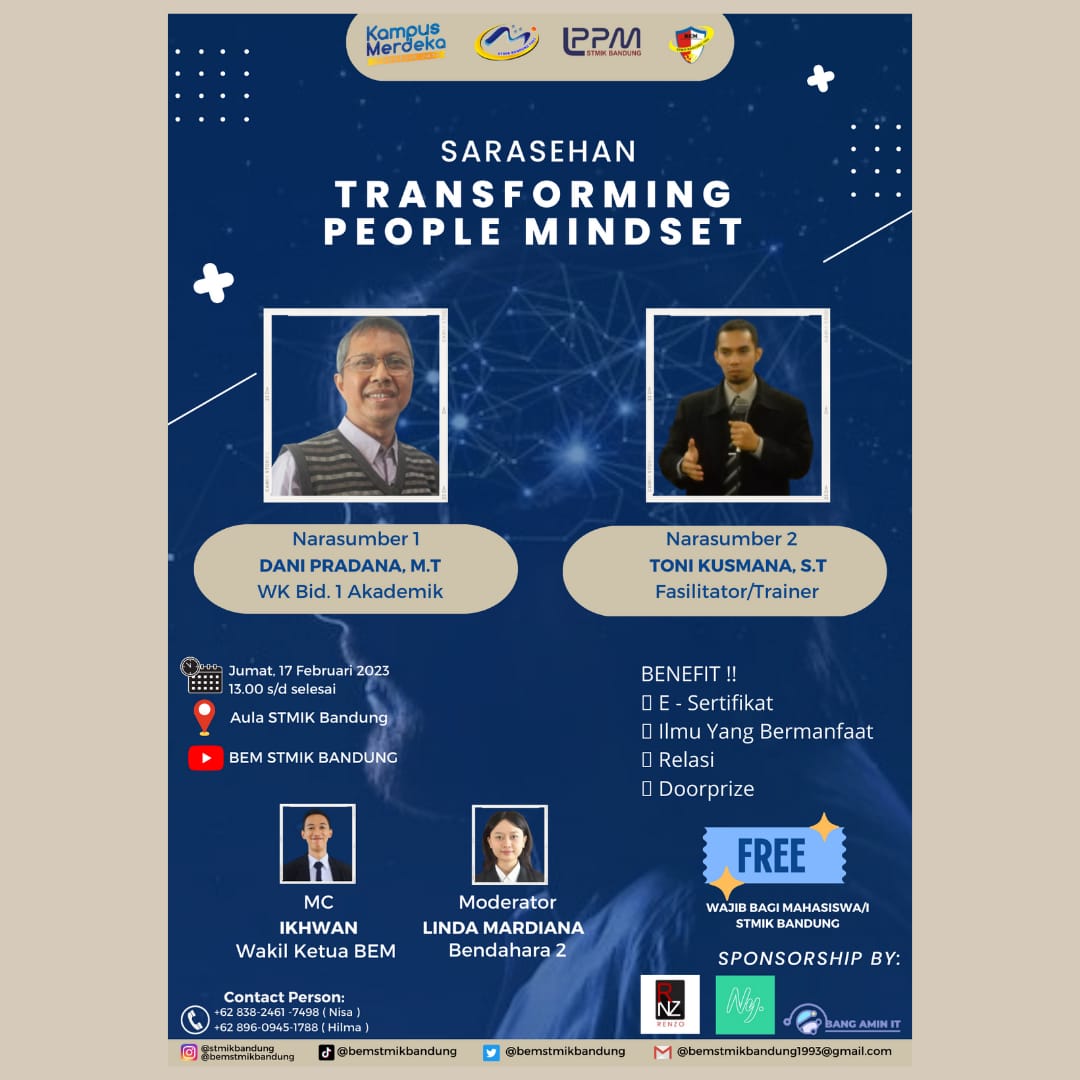 Kampus
Merdeka
STMIK BANDUNG
LPPM
STMIK BANDUNG
BEM
SARASEHAN
TRANSFORMING
PEOPLE MINDSET
Narasumber 1
DANI PRADANA, M.T
WK Bid. 1 Akademik
Narasumber 2
TONI KUSMANA, S.T
Fasilitator/Trainer
Jumat, 17 Februari 2023
13.00 s/d selesai
Aula STMIK Bandung
BEM STMIK BANDUNG
BENEFIT !!
E - Sertifikat
Ilmu Yang Bermanfaat
Relasi
Doorprize
MC
IKHWAN
Wakil Ketua BEM
Moderator
LINDA MARDIANA
Bendahara 2
FREE
WAJIB BAGI MAHASISWA/I
STMIK BANDUNG
SPONSORSHIP BY:
RNZ
RENZO
Ny.
BANG AMIN IT
Contact Person:
+62 838-2461 -7498 ( Nisa )
+62 896-0945-1788 ( Hilma )
@stmikbandung
@bemstmikbandung
@bemstmikbandung
@bemstmikbandung
@bemstmikbandung1993@gmail.com